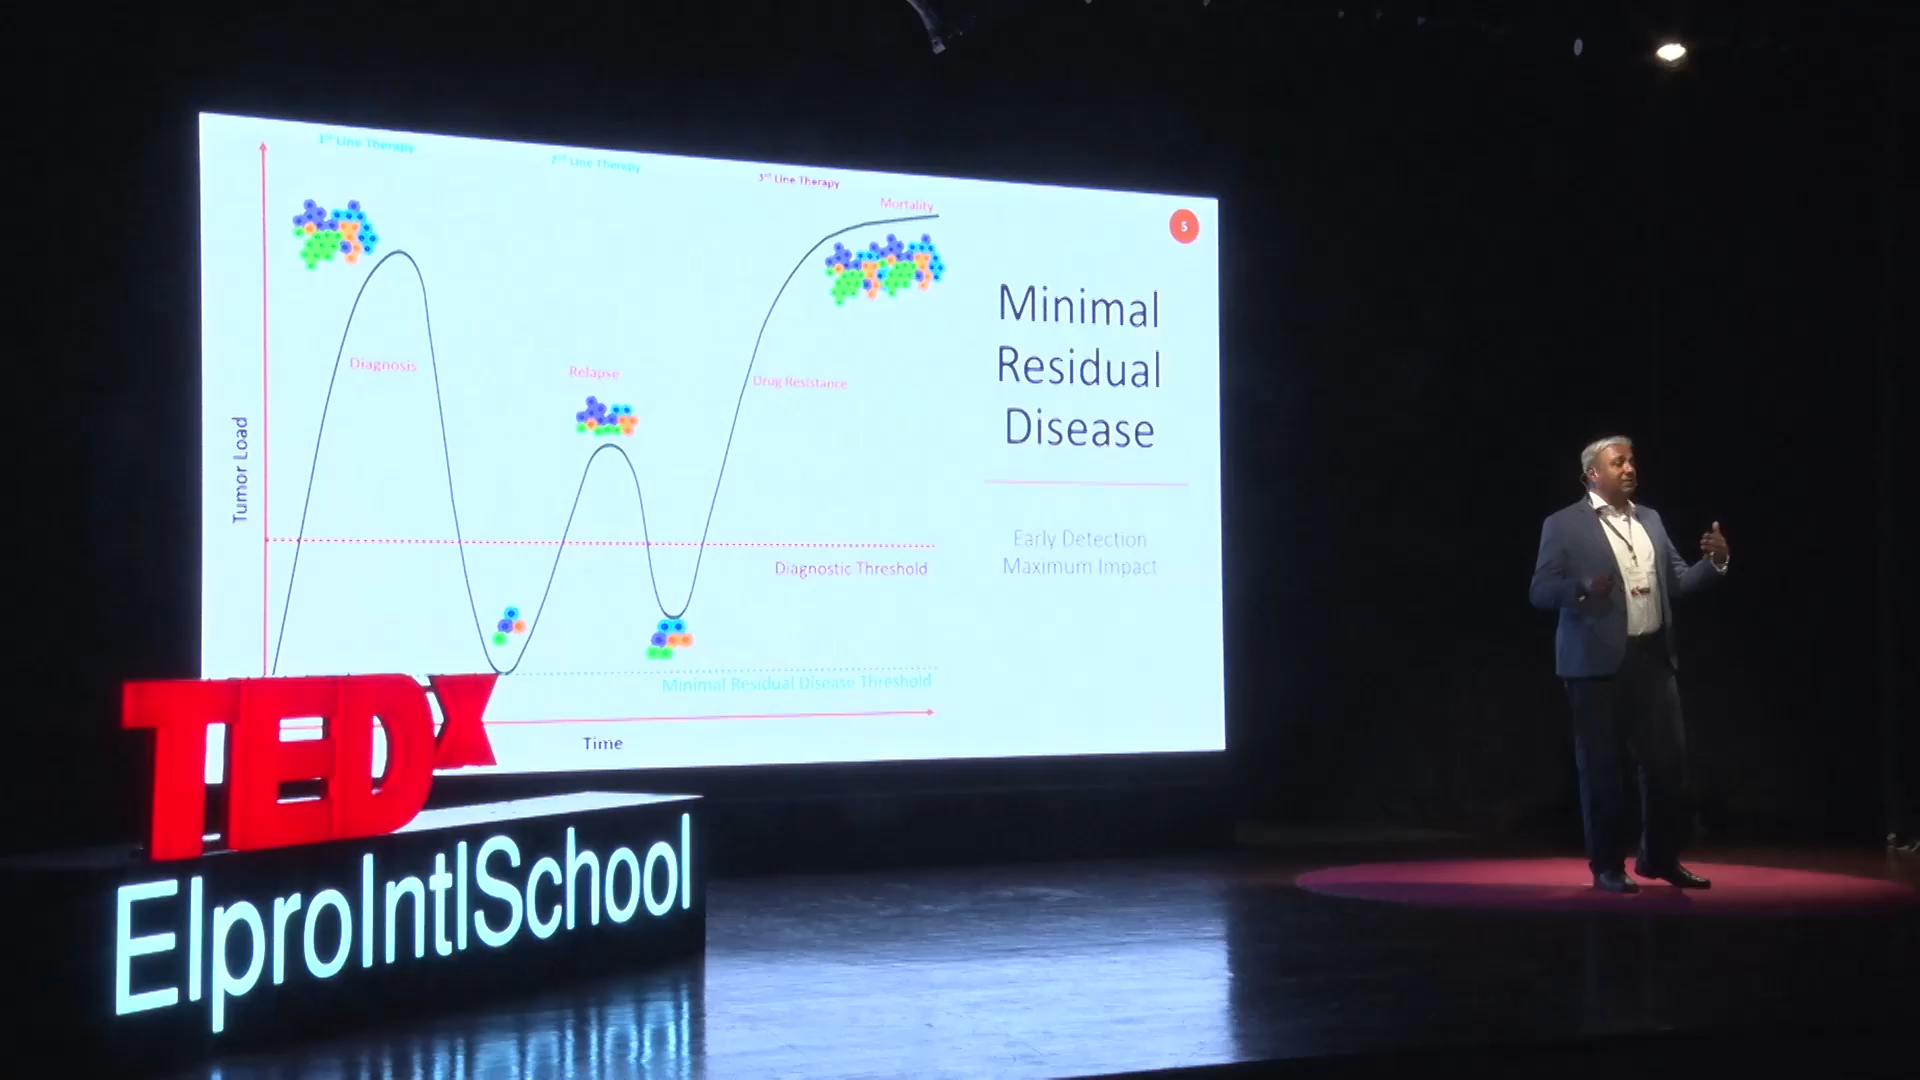 1st Line Therapy
2nd Line Therapy
3rd Line Therapy
Mortality
5
Minimal
Residual
Disease
Diagnosis
Relapse
Drug Resistance
Tumor Load
Early Detection
Maximum Impact
Diagnostic Threshold
Minimal Residual Disease Threshold
Time
TEDx
ElproIntlSchool